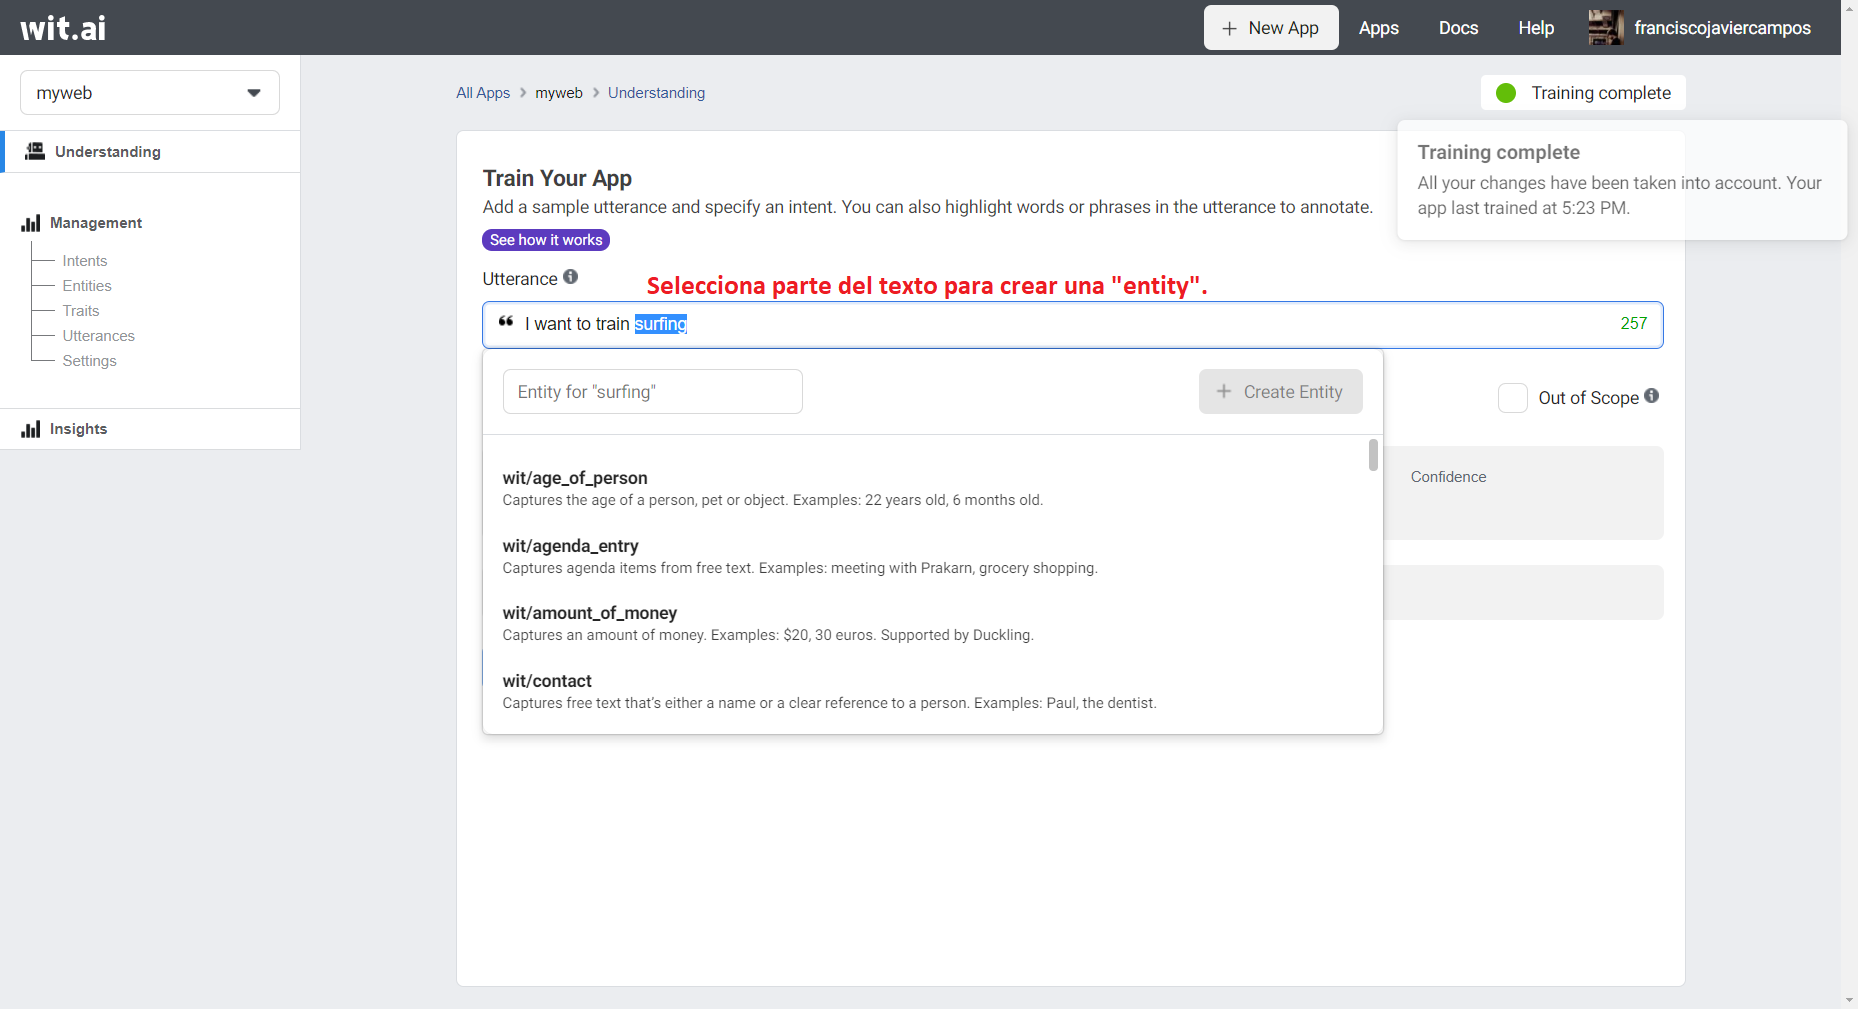 wit.ai
New App
Apps
Docs
Help
franciscojaviercampos
myweb
All Apps > myweb > Understanding
Training complete
Understanding
Training complete
All your changes have been taken into account. Your
app last trained at 5:23 PM.
Train Your App
Add a sample utterance and specify an intent. You can also highlight words or phrases in the utterance to annotate.
See how it works
Management
Intents
Entities
Traits
Utterances
Settings
Insights
Utterance
Selecciona parte del texto para crear una "entity".
“ I want to train surfing
257
Entity for "surfing"
+ Create Entity
Out of Scope
Confidence
wit/age_of_person
Captures the age of a person, pet or object. Examples: 22 years old, 6 months old.
wit/agenda_entry
Captures agenda items from free text. Examples: meeting with Prakarn, grocery shopping.
wit/amount_of_money
Captures an amount of money. Examples: $20, 30 euros. Supported by Duckling.
wit/contact
Captures free text that’s either a name or a clear reference to a person. Examples: Paul, the dentist.